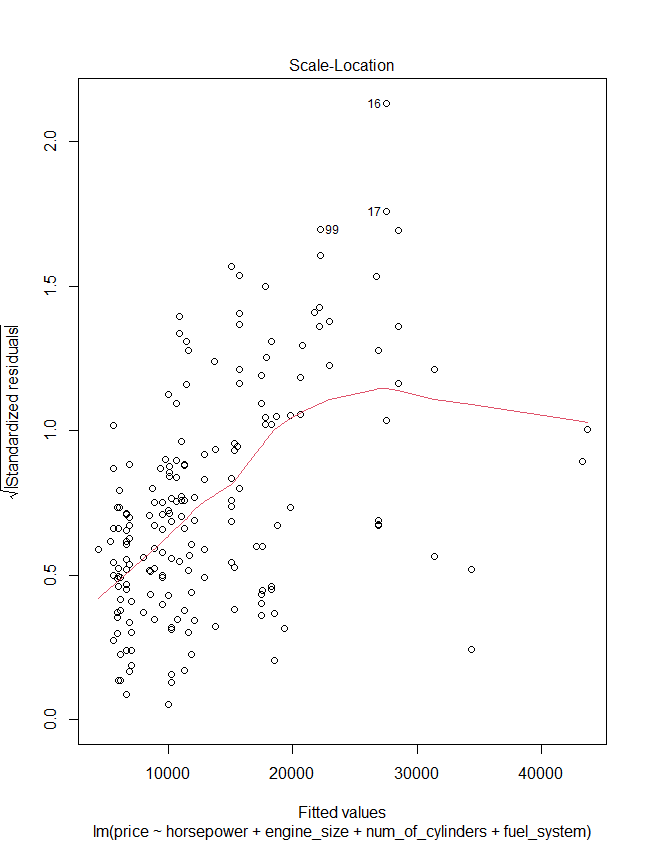 Scale-Location
16
17
99
2.0
1.5
1.0
0.5
0.0
√|Standardized residuals|
10000 20000 30000 40000
Fitted values
lm(price ~ horsepower + engine_size + num_of_cylinders + fuel_system)